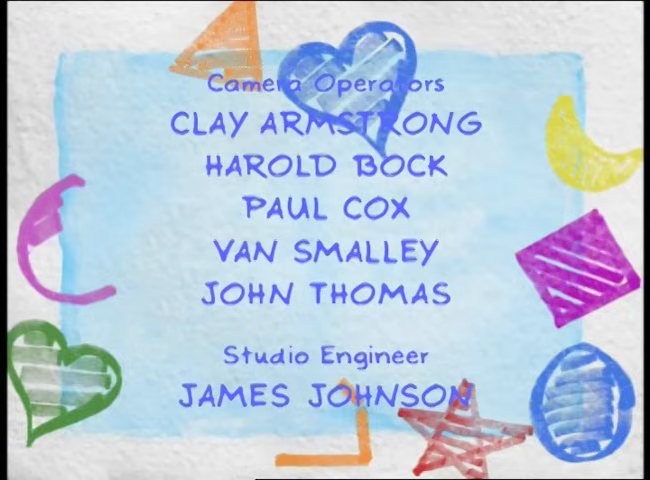 Camera Operators
CLAY ARMSTRONG
HAROLD BOCK
PAUL COX
VAN SMALLEY
JOHN THOMAS
Studio Engineer
JAMES JOHNSON